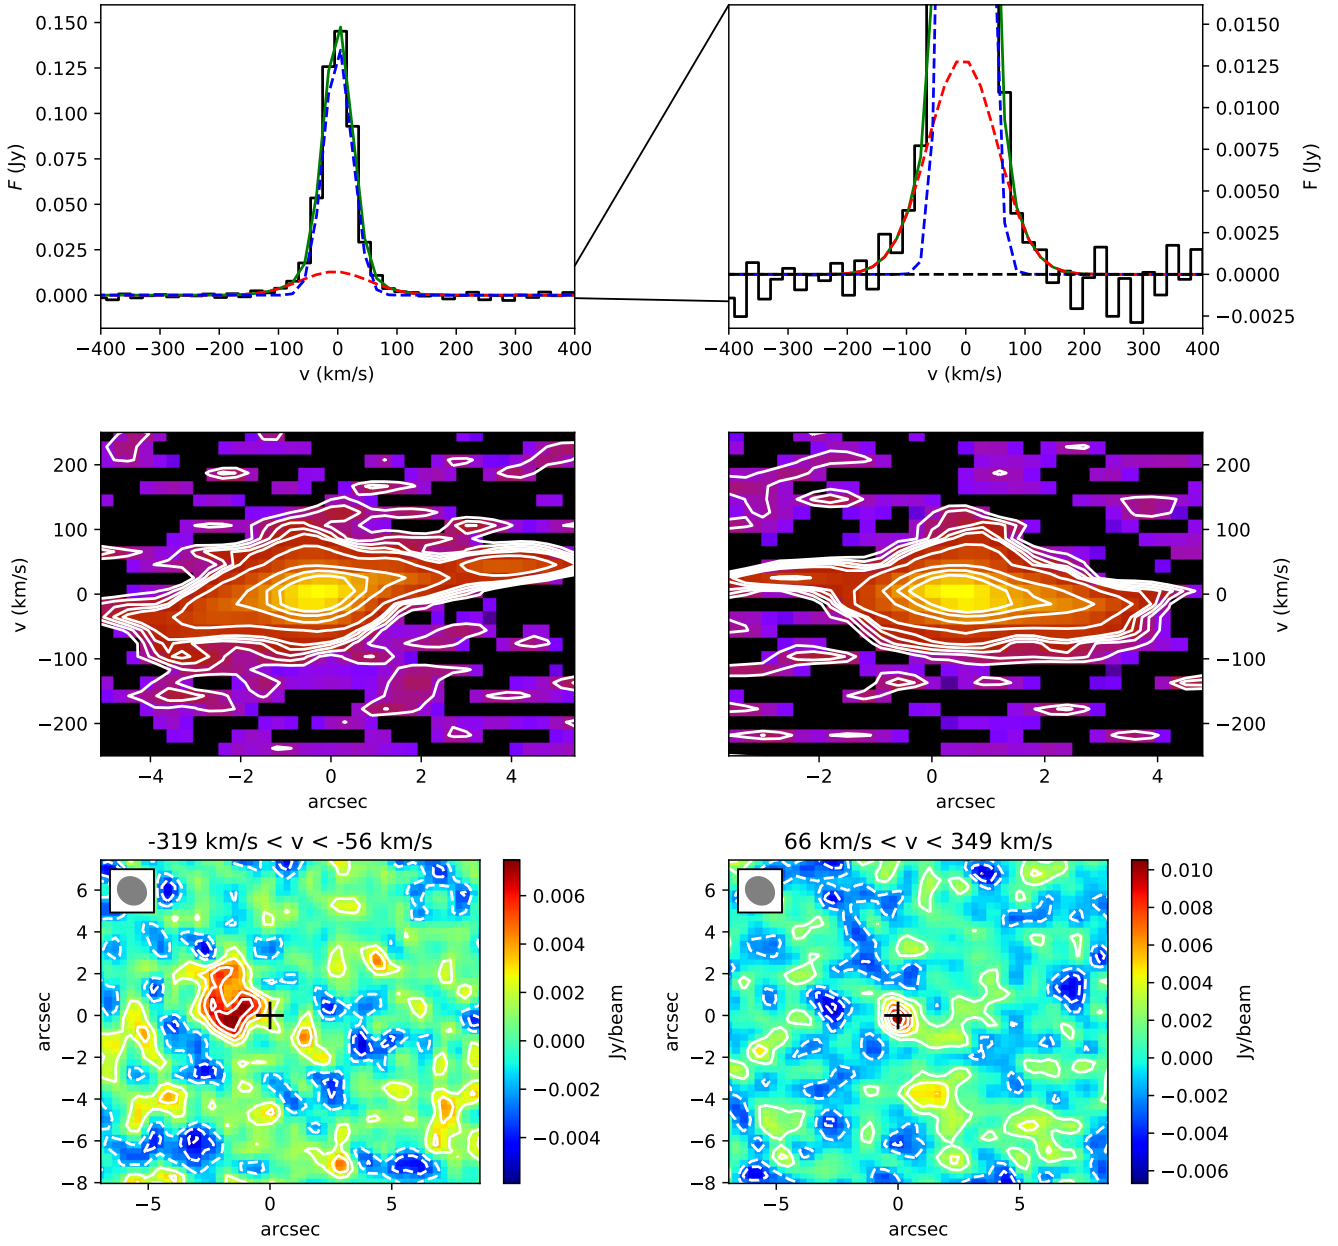 0.150
0.125
0.100
0.075
0.050
0.025
0.000
F (Jy)
−400 −300 −200 −100 0 100 200 300 400
v (km/s)
0.0150
0.0125
0.0100
0.0075
0.0050
0.0025
0.0000
−0.0025
F (Jy)
−400 −300 −200 −100 0 100 200 300 400
v (km/s)
200
100
0
−100
−200
v (km/s)
−4 −2 0 2 4
arcsec
200
100
0
−100
−200
v (km/s)
−2 0 2 4
arcsec
-319 km/s < v < -56 km/s
6
4
2
0
−2
−4
−6
−8
arcsec
−5 0 5
arcsec
0.006
0.004
0.002
0.000
−0.002
−0.004
Jy/beam
66 km/s < v < 349 km/s
6
4
2
0
−2
−4
−6
−8
arcsec
−5 0 5
arcsec
0.010
0.008
0.006
0.004
0.002
0.000
−0.002
−0.004
−0.006
Jy/beam